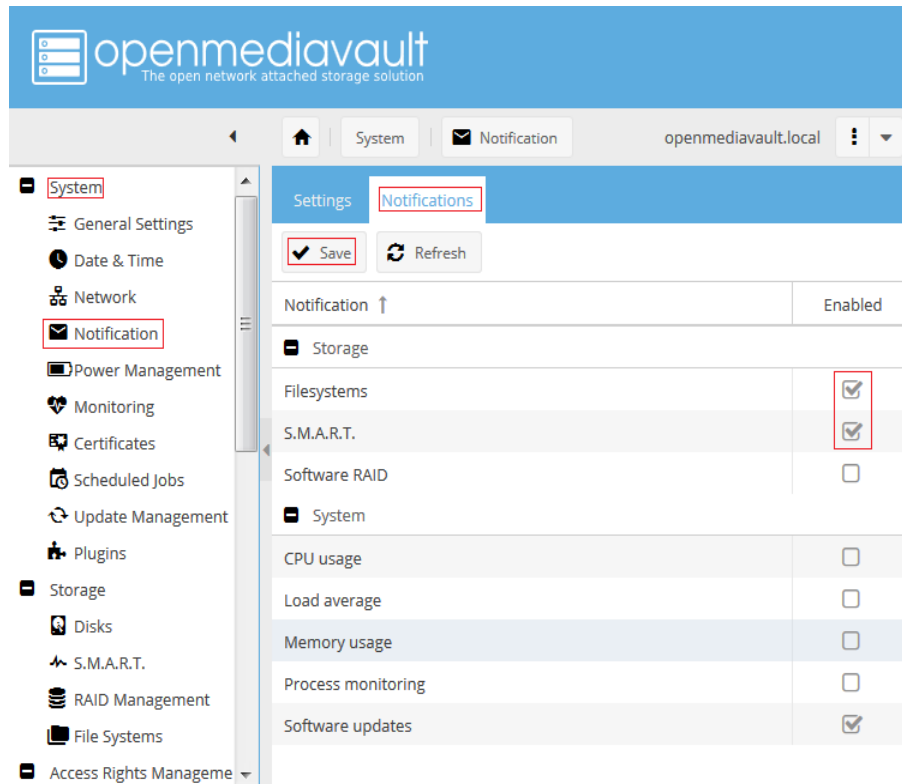 openmediavault
The open network attached storage solution
System
Notification
openmediavault.local
System
General Settings
Date & Time
Network
Notification
Power Management
Monitoring
Certificates
Scheduled Jobs
Update Management
Plugins
Storage
Disks
S.M.A.R.T.
RAID Management
File Systems
Access Rights Manageme
Settings
Notifications
Save
Refresh
Notification
Enabled
Storage
Filesystems
S.M.A.R.T.
Software RAID
System
CPU usage
Load average
Memory usage
Process monitoring
Software updates